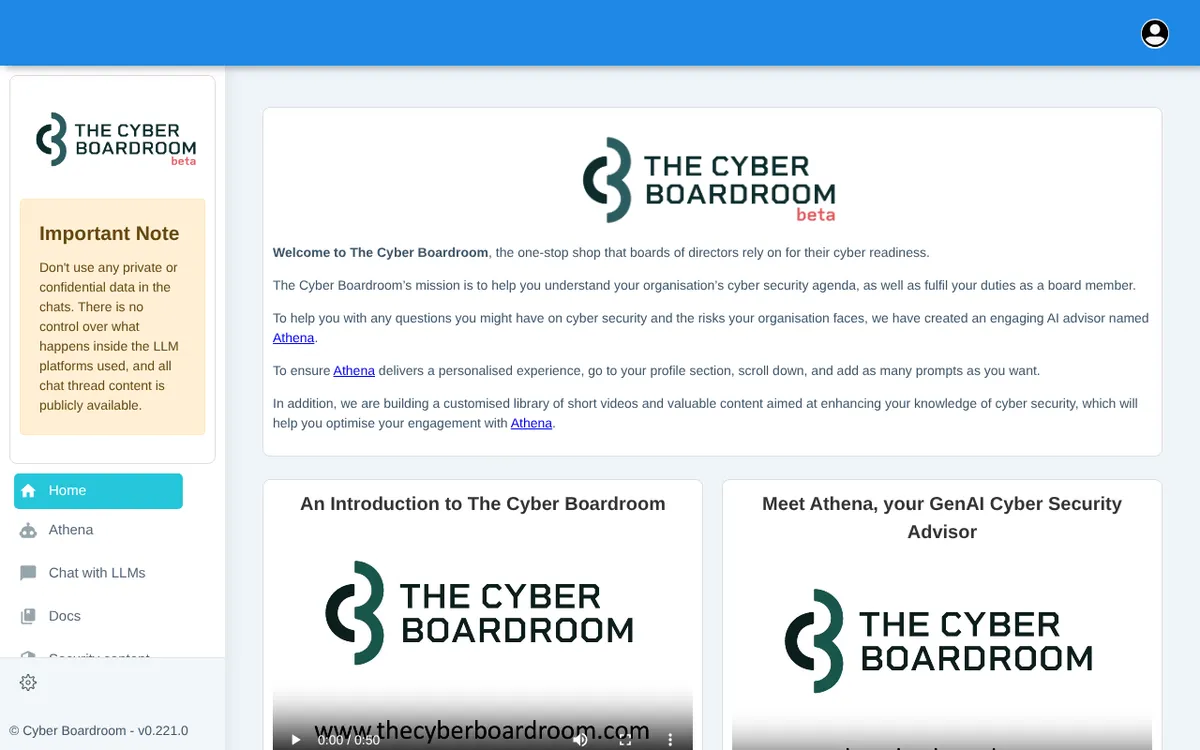 THE CYBER
BOARDROOM
beta
Important Note
Don't use any private or
confidential data in the
chats. There is no
control over what
happens inside the LLM
platforms used, and all
chat thread content is
publicly available.
Home
Athena
Chat with LLMs
Docs
Security content
© Cyber Boardroom - v0.221.0
THE CYBER
BOARDROOM
beta
Welcome to The Cyber Boardroom, the one-stop shop that boards of directors rely on for their cyber readiness.
The Cyber Boardroom’s mission is to help you understand your organisation’s cyber security agenda, as well as fulfil your duties as a board member.
To help you with any questions you might have on cyber security and the risks your organisation faces, we have created an engaging AI advisor named
Athena.
To ensure Athena delivers a personalised experience, go to your profile section, scroll down, and add as many prompts as you want.
In addition, we are building a customised library of short videos and valuable content aimed at enhancing your knowledge of cyber security, which will
help you optimise your engagement with Athena.
An Introduction to The Cyber Boardroom
THE CYBER
BOARDROOM
www.thecyberboardroom.com
0:00 / 0:50
Meet Athena, your GenAI Cyber Security
Advisor
THE CYBER
BOARDROOM